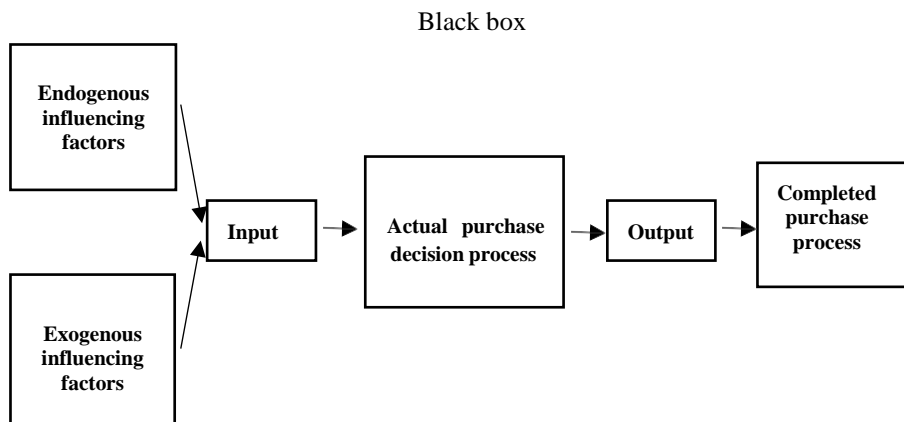 Black box
Endogenous
influencing
factors
Input
Actual purchase
decision process
Output
Completed
purchase
process
Exogenous
influencing
factors